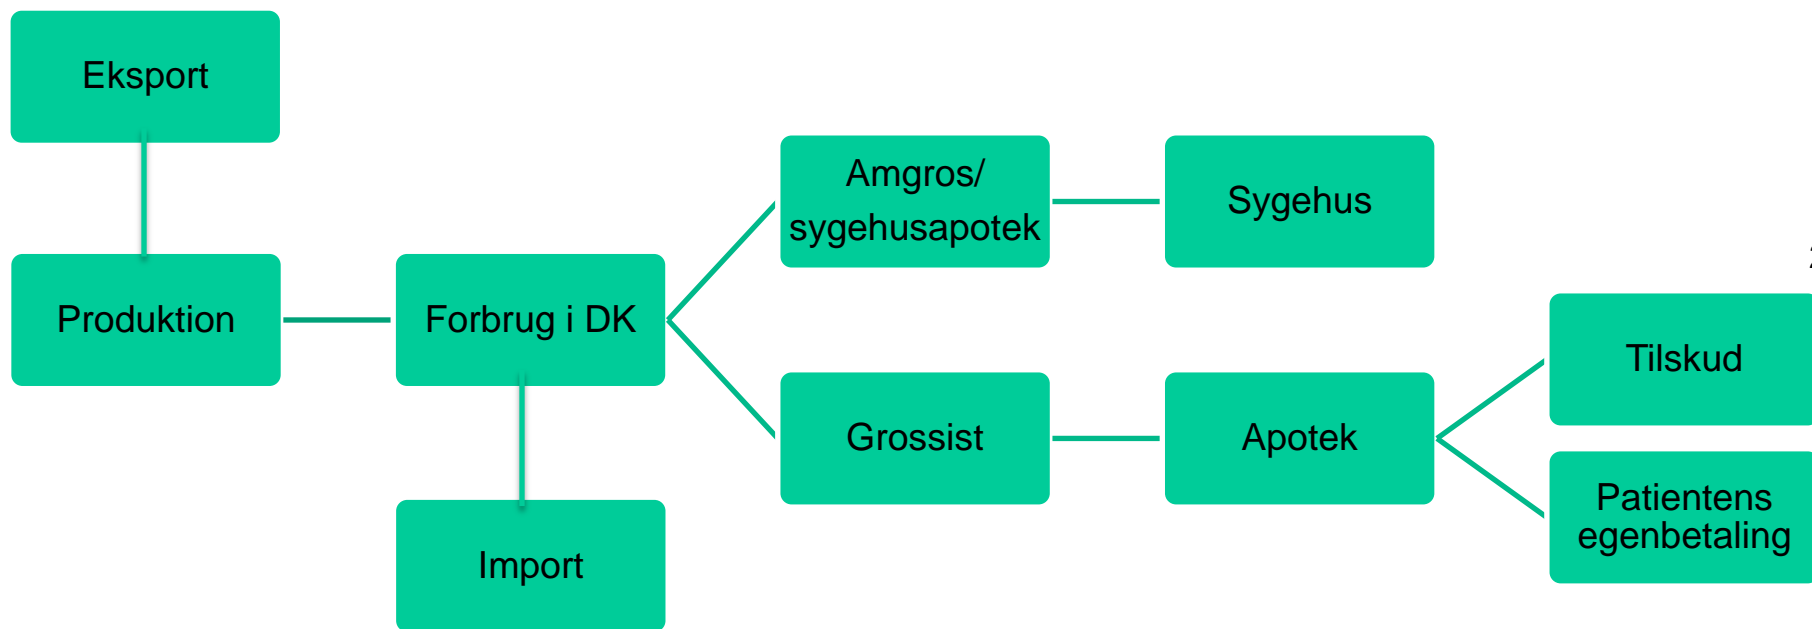 Eksport
Produktion
Forbrug i DK
Import
Amgros/
sygehusapotek
Sygehus
Grossist
Apotek
Tilskud
Patientens
egenbetaling